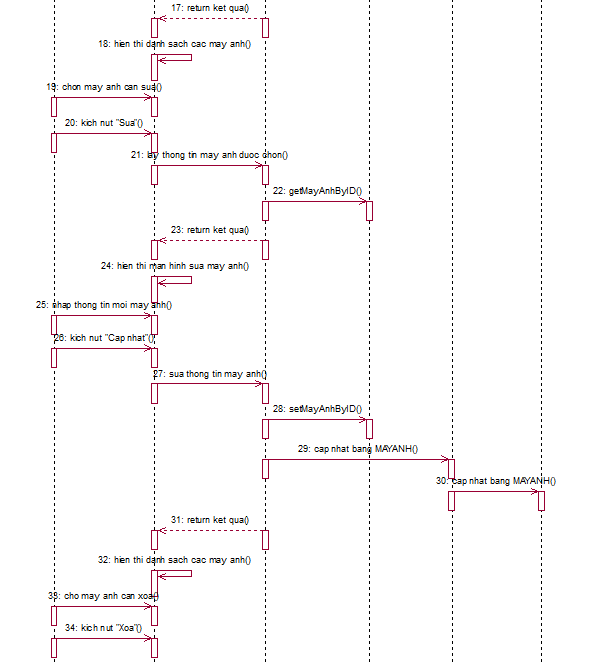 17: return ket qua()
18: hien thi danh sach cac may anh()
19: chon may anh can sua()
20: kich nut "Sua"()
21: lay thong tin may anh duoc chon()
22: getMayAnhByID()
23: return ket qua()
24: hien thi man hinh sua may anh()
25: nhap thong tin moi may anh()
26: kich nut "Cap nhat"()
27: sua thong tin may anh()
28: setMayAnhByID()
29: cap nhat bang MAYANH()
30: cap nhat bang MAYANH()
31: return ket qua()
32: hien thi danh sach cac may anh()
33: cho may anh can xoa()
34: kich nut "Xoa"()